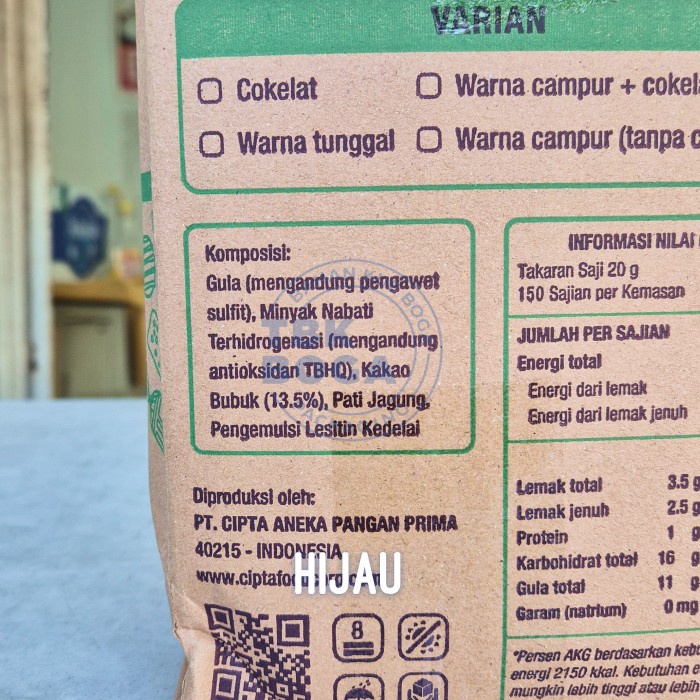 VARIAN
Cokelat
Warna campur + cokel
Warna tunggal
Warna campur (tanpa c
Komposisi:
Gula (mengandung pengawet
sulfit), Minyak Nabati
Terhidrogenasi (mengandung
antioksidan TBHQ), Kakao
Bubuk (13.5%), Pati Jagung,
Pengemulsi Lesitin Kedelai
TBK
BOGA
Diproduksi oleh:
PT. CIPTA ANEKA PANGAN PRIMA
40215 - INDONESIA
HIJAU
8
INFORMASI NILAI
Takaran Saji 20 g
150 Sajian per Kemasan
JUMLAH PER SAJIAN
Energi total
Energi dari lemak
Energi dari lemak jenuh
Lemak total 3.5 g
Lemak jenuh 2.5 g
Protein 1 g
Karbohidrat total 16 g
Gula total 11 g
Garam (natrium) 0 mg
*Persen AKG berdasarkan kebu
energi 2150 kkal. Kebutuhan e
mungkin lebih tinggi atau lebih